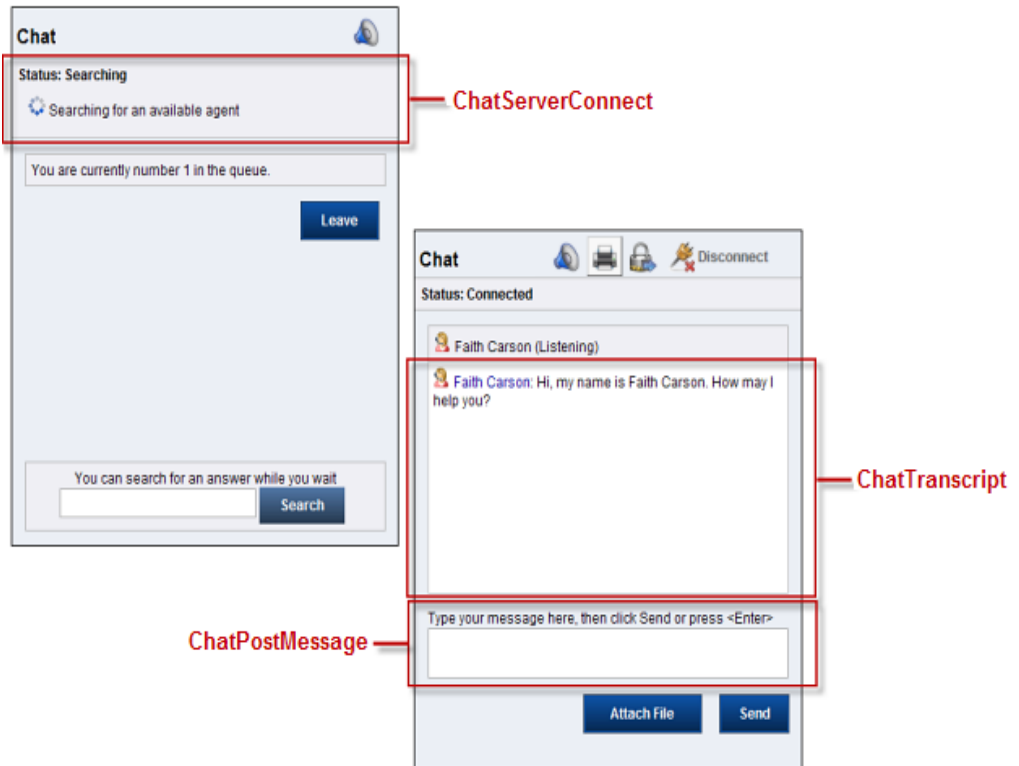 Chat
Status: Searching
Searching for an available agent
ChatServerConnect
You are currently number 1 in the queue.
Leave
You can search for an answer while you wait
Search
Chat
Disconnect
Status: Connected
Faith Carson (Listening)
Faith Carson: Hi, my name is Faith Carson. How may I
help you?
ChatTranscript
Type your message here, then click Send or press <Enter>
ChatPostMessage
Attach File
Send